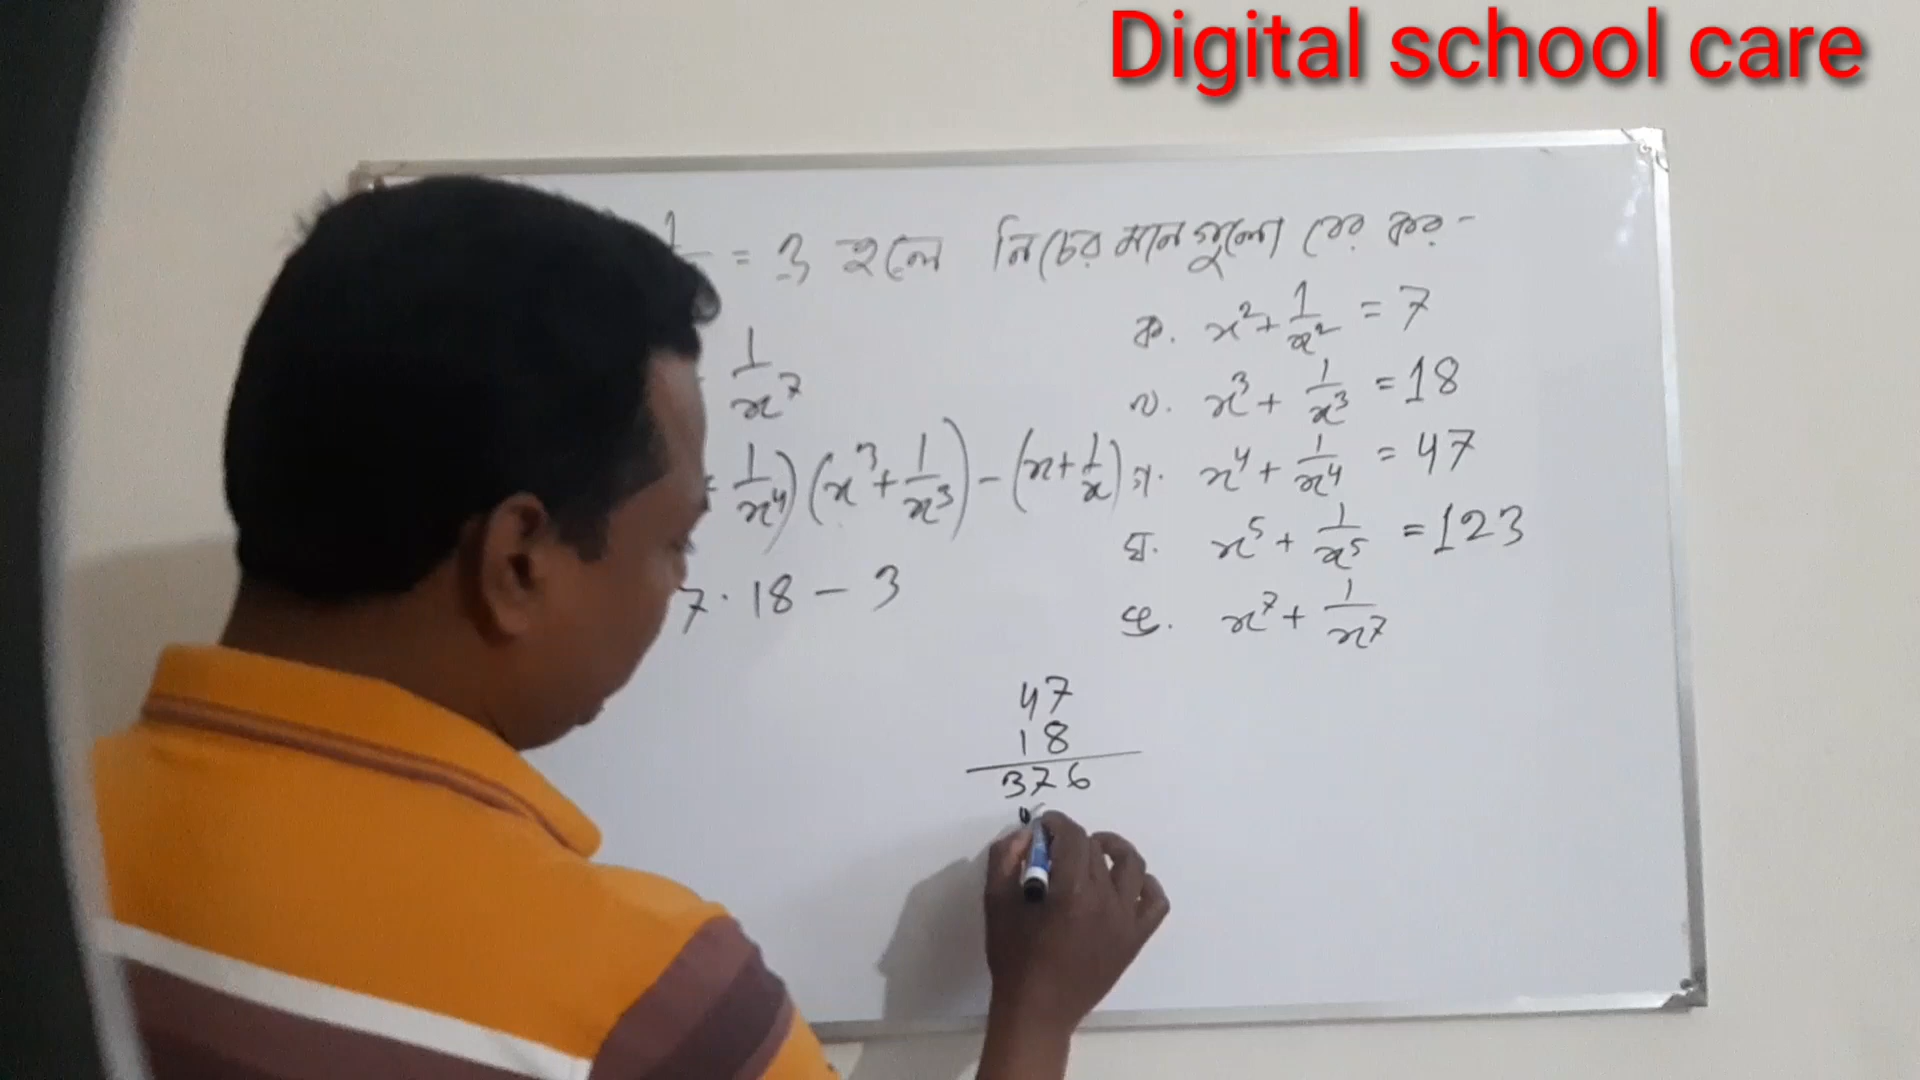 Digital school care
1 = 3 হলে নিচের মানগুলো বের কর-
ক. x² + 1/x² = 7
1/x⁷
খ. x³ + 1/x³ = 18
1/x⁴) (x³ + 1/x³) - (x + 1/x)
গ. x⁴ + 1/x⁴ = 47
ঘ. x⁵ + 1/x⁵ = 123
7 · 18 - 3
ঙ. x⁷ + 1/x⁷
47
18
376